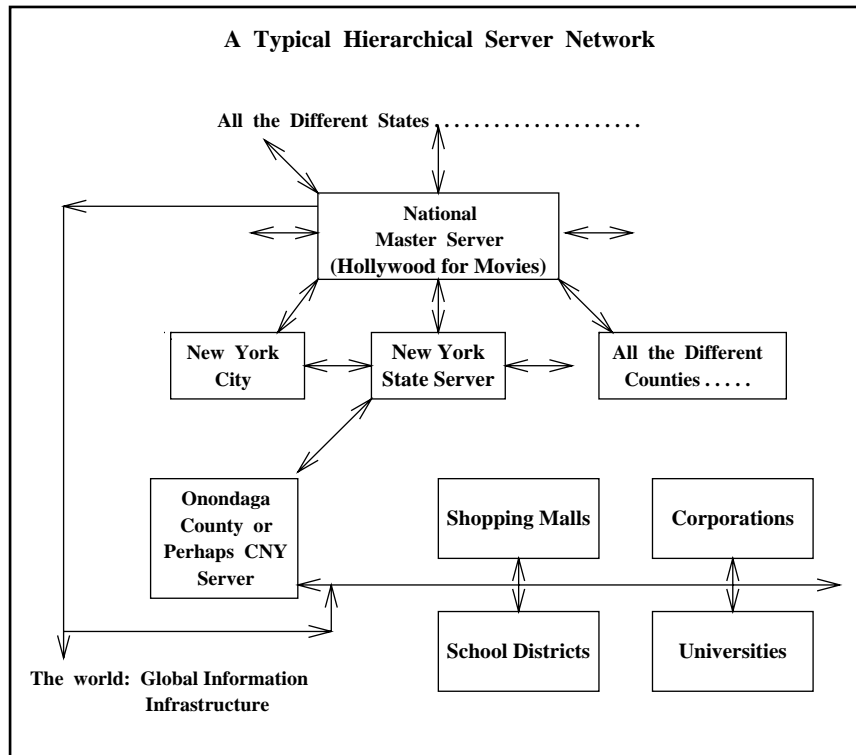 A Typical Hierarchical Server Network
All the Different States . . . . . . . . . . . . . . . . . . . . .
National
Master Server
(Hollywood for Movies)
New York
City
New York
State Server
All the Different
Counties . . . . .
Onondaga
County or
Perhaps CNY
Server
Shopping Malls
Corporations
School Districts
Universities
The world: Global Information
Infrastructure